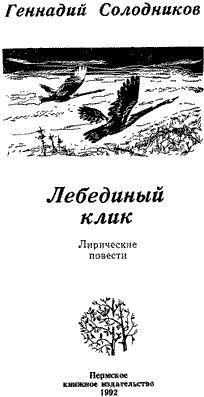 Геннадий Солодников
Лебединый
клик
Лирические
повести
Пермское
книжное издательство
1992